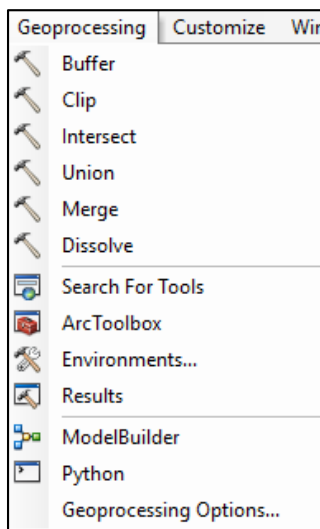 Geoprocessing Customize
Buffer
Clip
Intersect
Union
Merge
Dissolve
Search For Tools
ArcToolbox
Environments...
Results
ModelBuilder
Python
Geoprocessing Options...